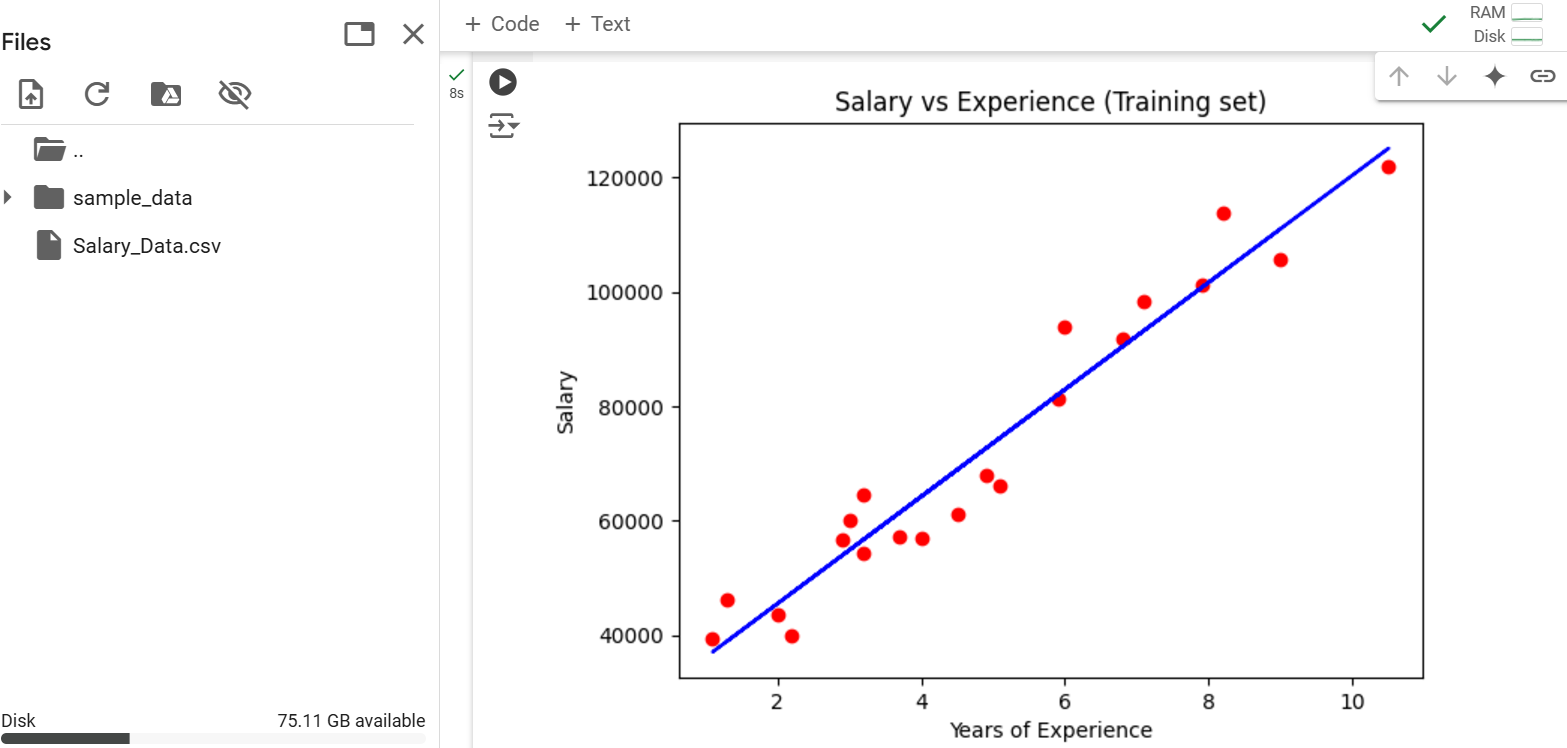 Files
..
sample_data
Salary_Data.csv
Disk 75.11 GB available
+ Code + Text
RAM
Disk
8s
Salary vs Experience (Training set)
120000
100000
80000
60000
40000
Salary
2 4 6 8 10
Years of Experience